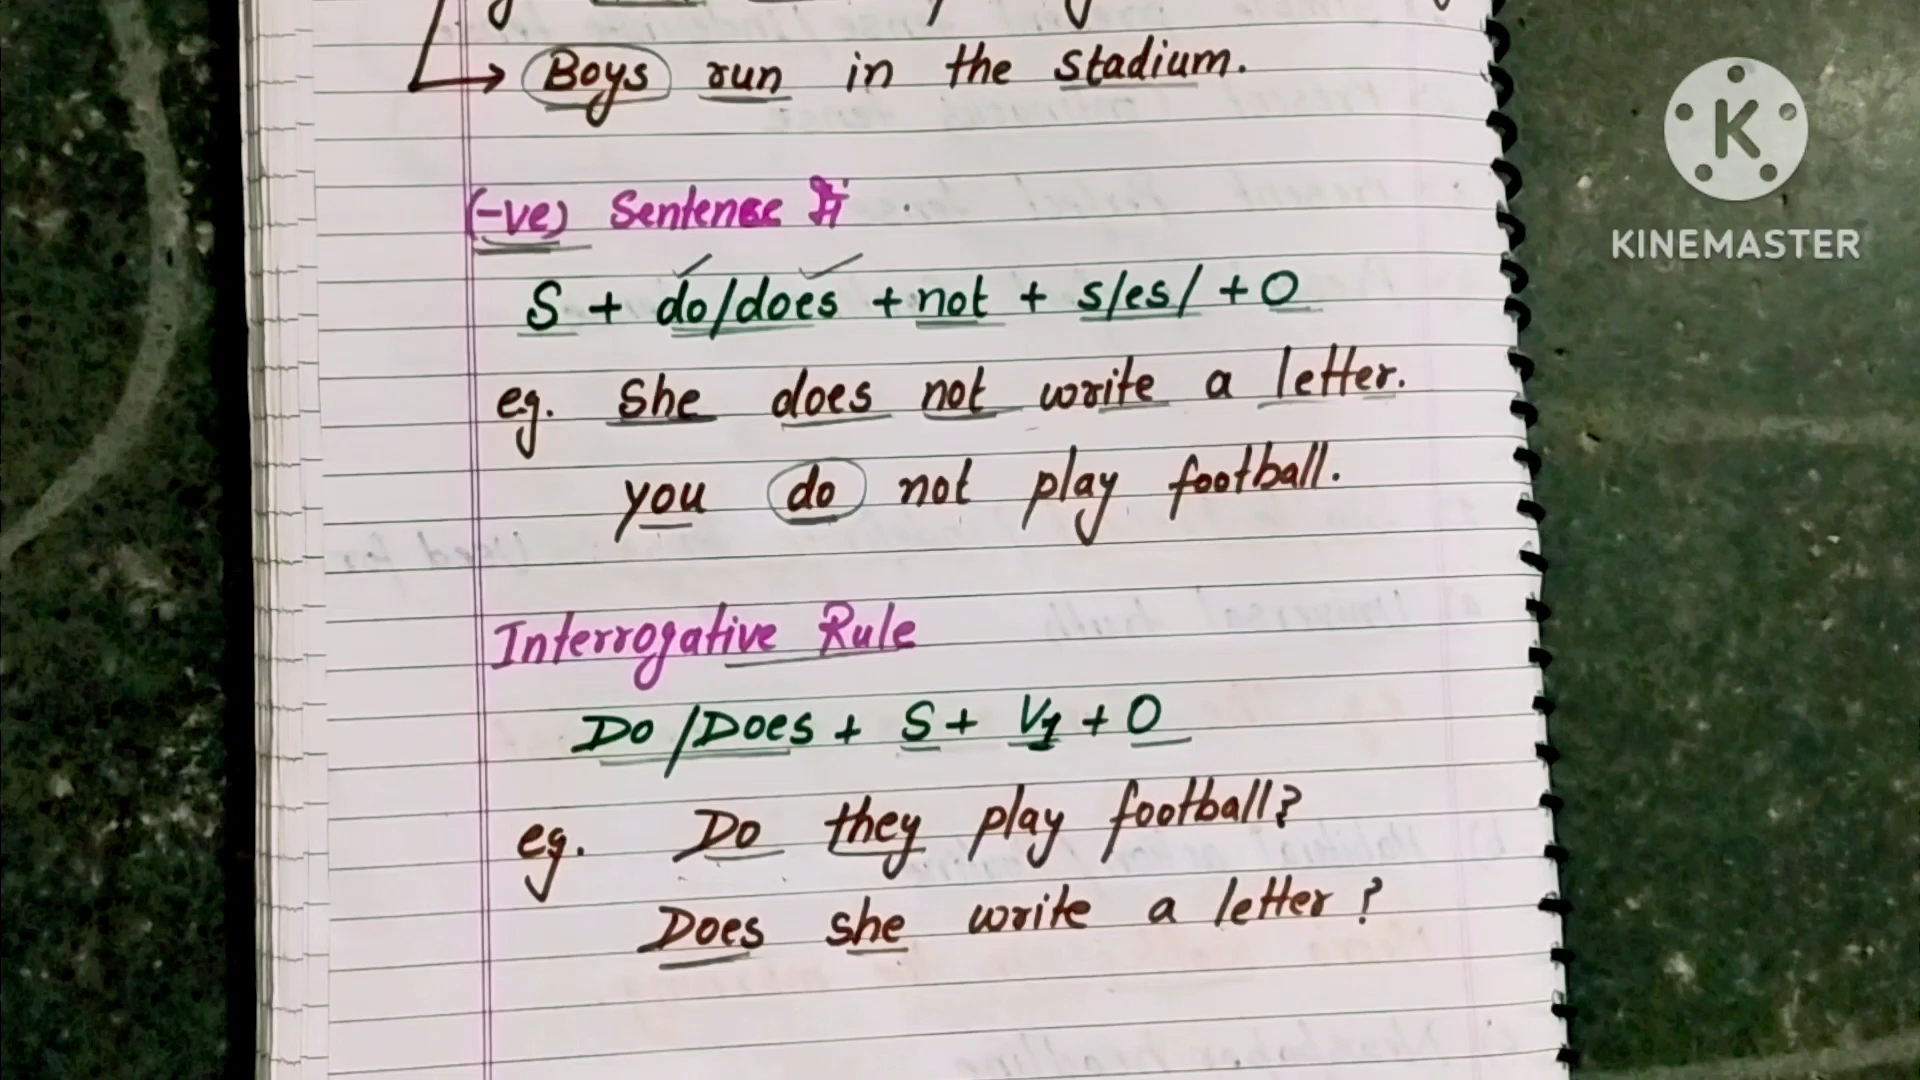 Boys run in the stadium.
(-ve) Sentense
S + do/does + not + s/es/ + O
eg. She does not write a letter.
you do not play football.
Interrogative Rule
Do/Does + S + V1 + O
eg. Do they play football?
Does she write a letter?
K
KINEMASTER